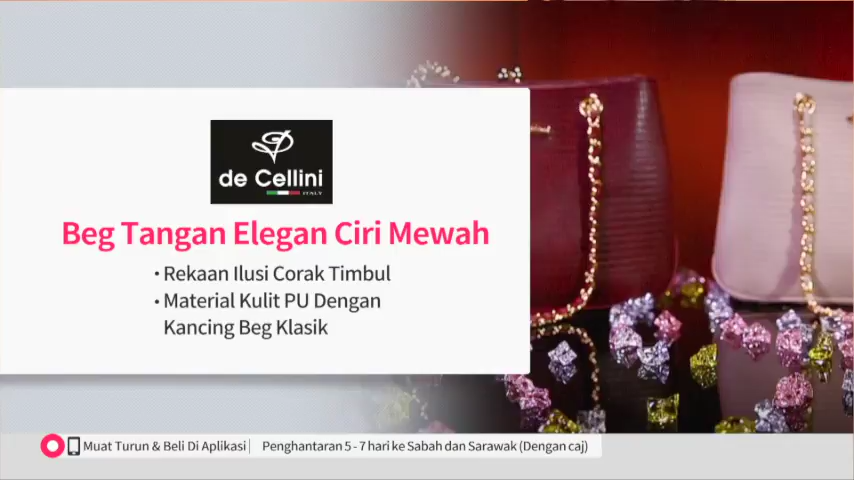 de Cellini
ITALY
Beg Tangan Elegan Ciri Mewah
• Rekaan Ilusi Corak Timbul
• Material Kulit PU Dengan
Kancing Beg Klasik
Muat Turun & Beli Di Aplikasi | Penghantaran 5 - 7 hari ke Sabah dan Sarawak (Dengan caj)